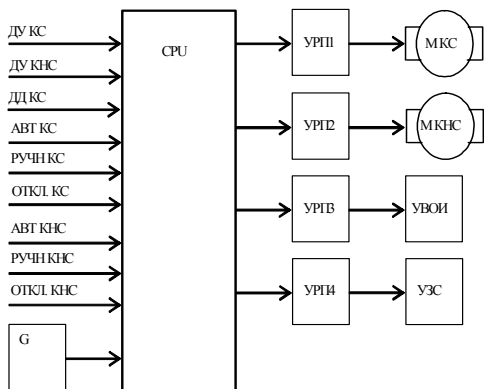 ДУ КС
ДУ КНС
ДД КС
АВТ КС
РУЧН КС
ОТКЛ. КС
АВТ КНС
РУЧН КНС
ОТКЛ. КНС
G
CPU
УРП1
М КС
УРП2
М КНС
УРП3
УВОИ
УРП4
УЗС